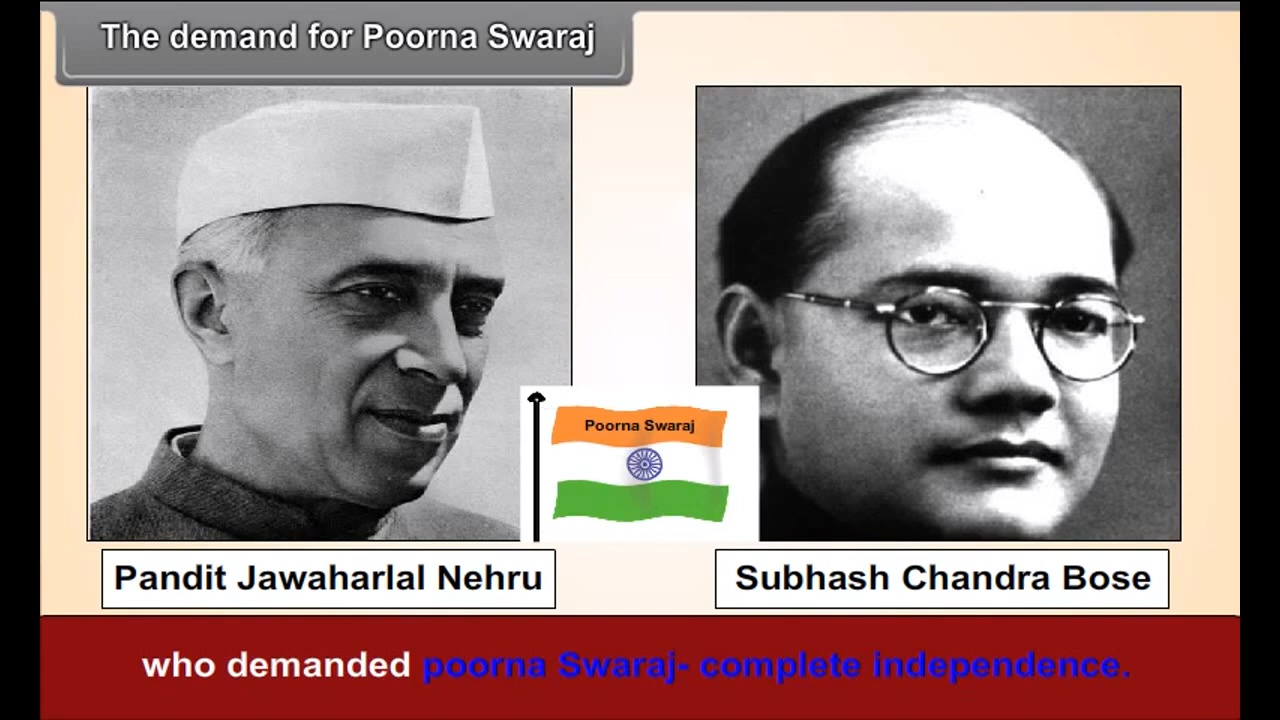 The demand for Poorna Swaraj
Poorna Swaraj
Pandit Jawaharlal Nehru
Subhash Chandra Bose
who demanded poorna Swaraj- complete independence.